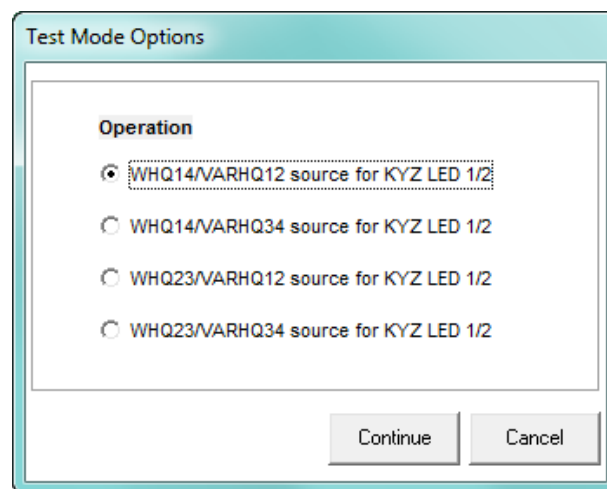 Test Mode Options
Operation
WHQ14/VARHQ12 source for KYZ LED 1/2
WHQ14/VARHQ34 source for KYZ LED 1/2
WHQ23/VARHQ12 source for KYZ LED 1/2
WHQ23/VARHQ34 source for KYZ LED 1/2
Continue Cancel